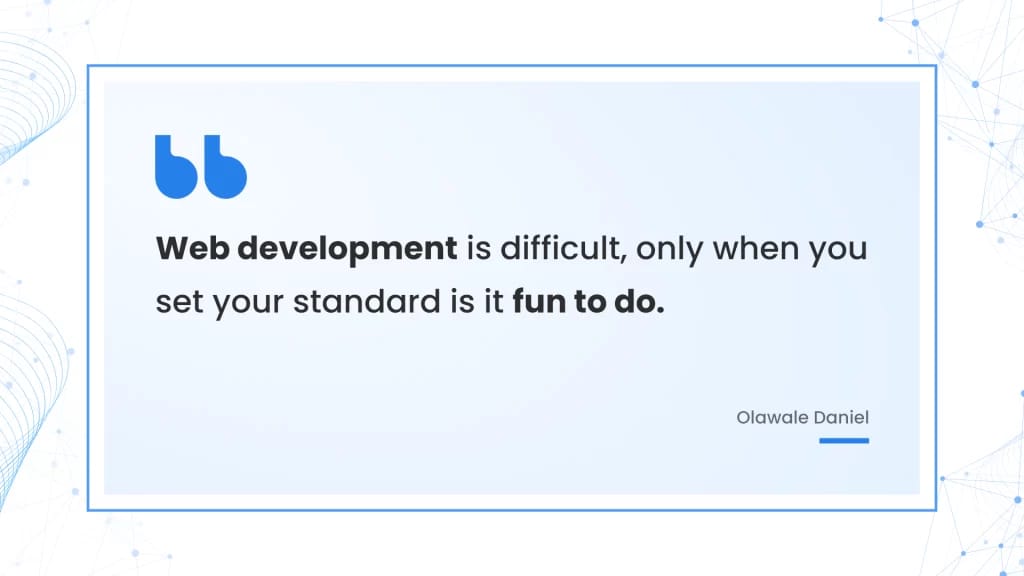 Web development is difficult, only when you
set your standard is it fun to do.
Olawale Daniel